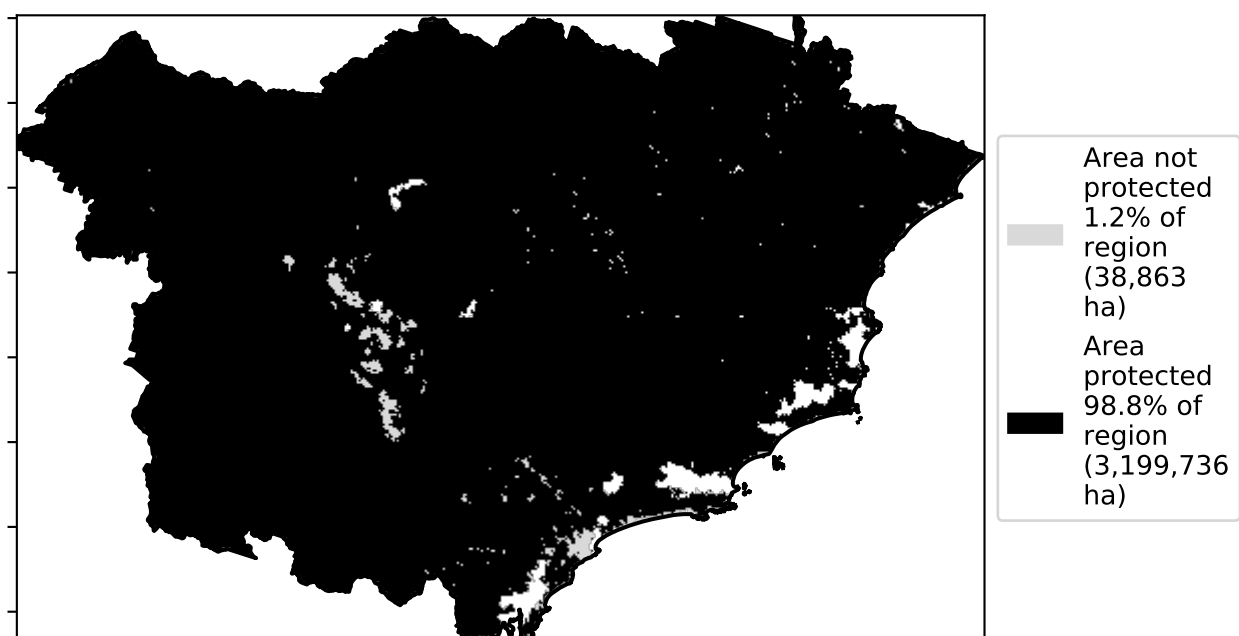 Area not
protected
1.2% of
region
(38,863
ha)
Area
protected
98.8% of
region
(3,199,736
ha)